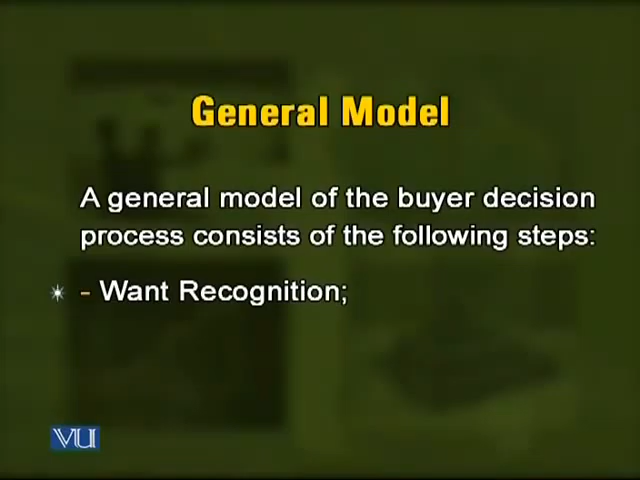 General Model
A general model of the buyer decision
process consists of the following steps:
- Want Recognition;
VU